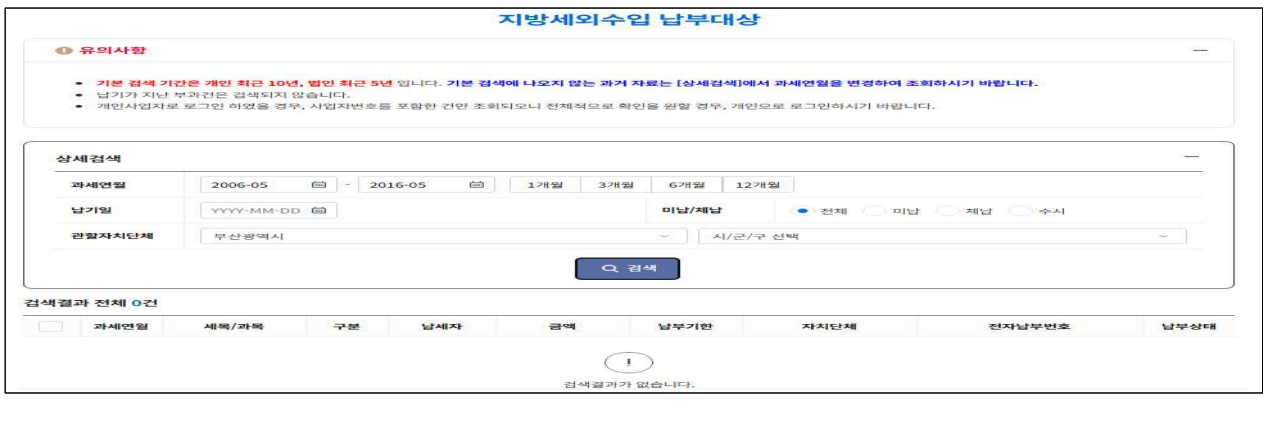 지방세외수입 납부대상
유의사항
기본 검색 기간은 개인 최근 10년, 법인 최근 5년 입니다. 기본 검색에 나오지 않는 과거 자료는 [상세검색]에서 과세연월을 변경하여 조회하시기 바랍니다.
납기가 지난 부과건은 검색되지 않습니다.
개인사업자로 로그인 하였을 경우, 사업자번호를 포함한 건만 조회되오니 전체적으로 확인을 원할 경우, 개인으로 로그인하시기 바랍니다.
상세검색
과세연월 2006-05 - 2016-05 1개월 3개월 6개월 12개월
납기일 YYYY-MM-DD 미납/체납 전체 미납 체납 수시
관할자치단체 부산광역시 시/군/구 선택
검색
검색결과 전체 0건
과세연월 세목/과목 구분 납세자 금액 납부기한 자치단체 전자납부번호 납부상태
검색결과가 없습니다.